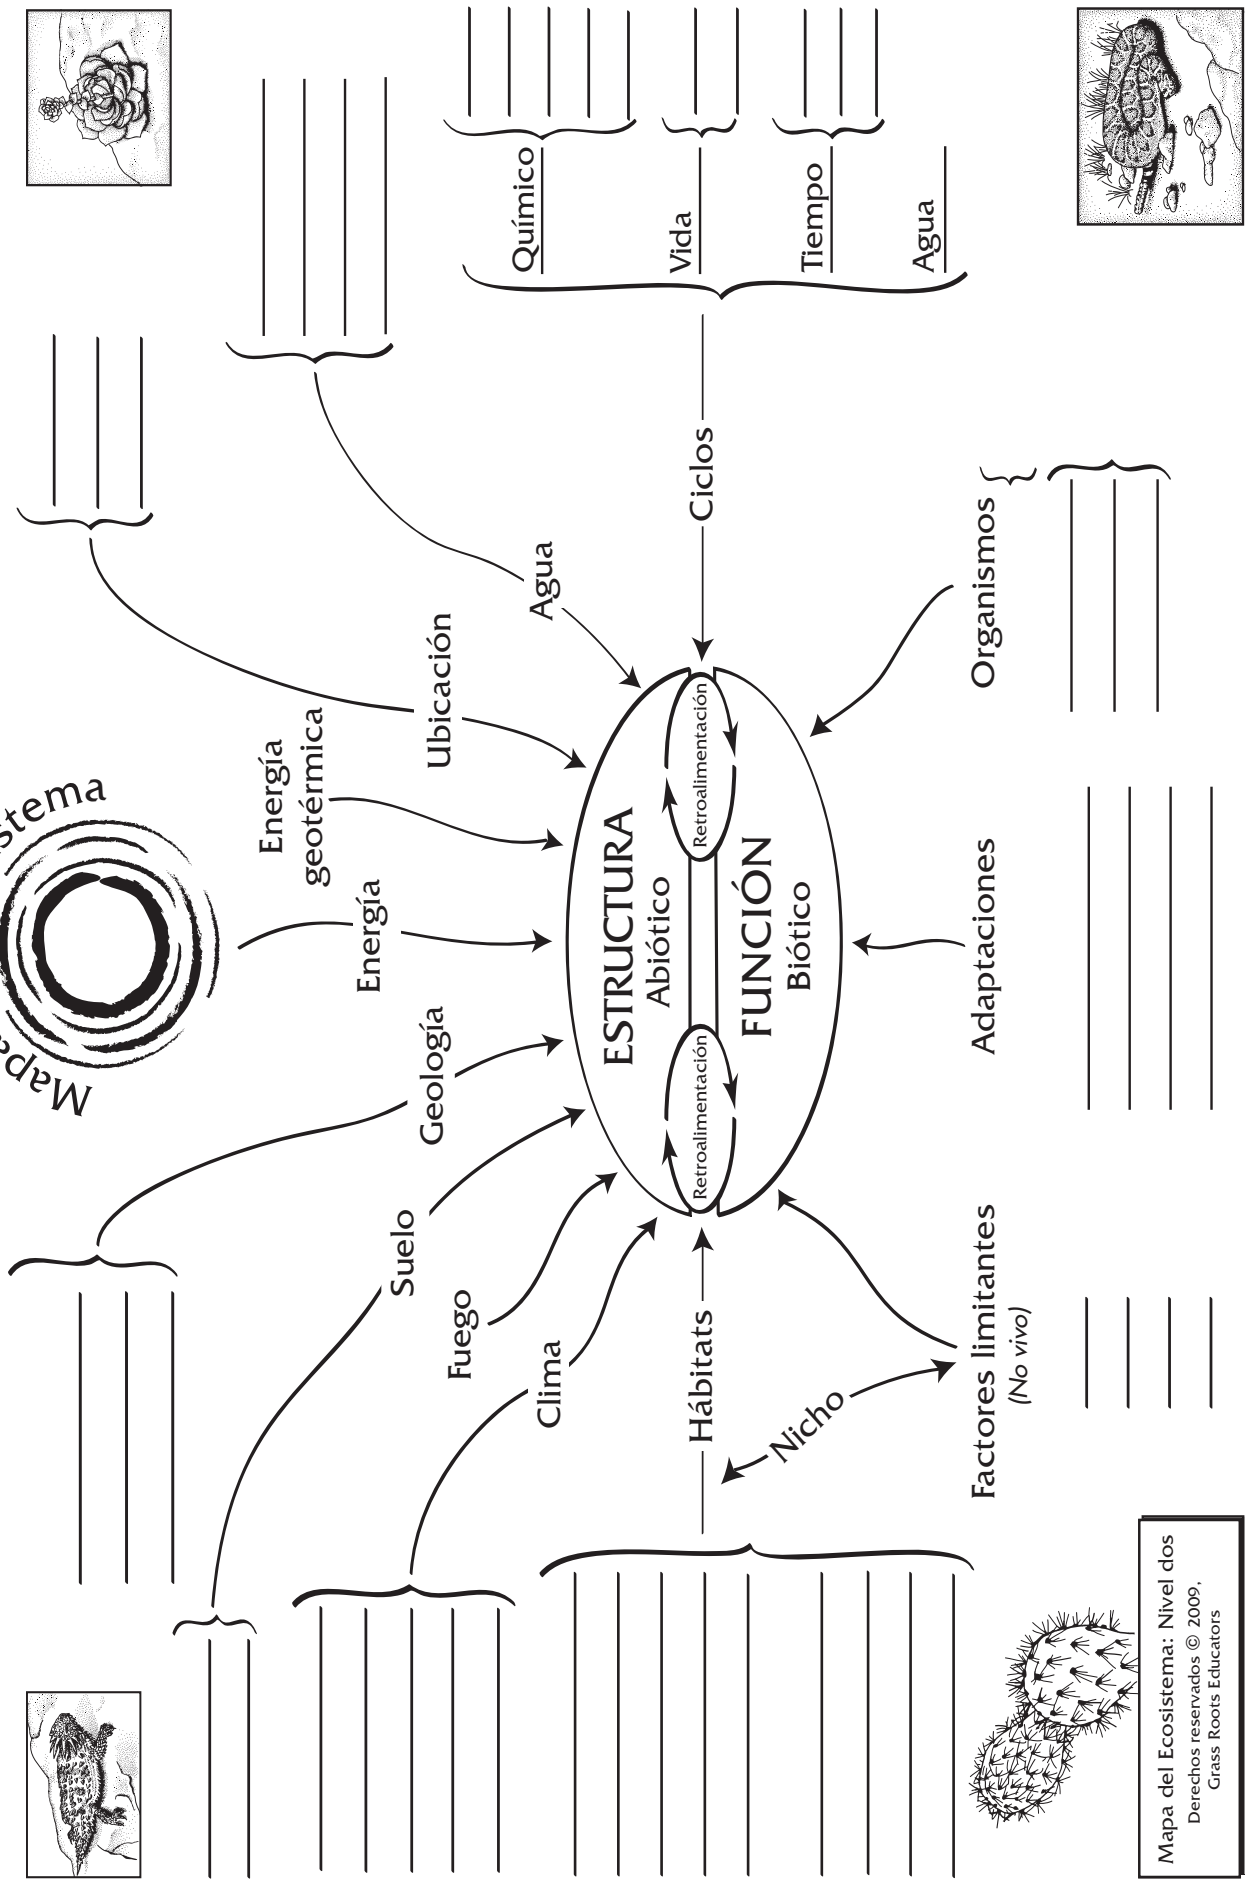 Mapa
stema
Geología
Energía
Energía
geotérmica
Ubicación
Suelo
Fuego
Clima
Agua
ESTRUCTURA
Abiótico
Hábitats
Retroalimentación
Retroalimentación
Ciclos
Químico
Vida
Tiempo
Agua
FUNCIÓN
Biótico
Nicho
Factores limitantes
(No vivo)
Adaptaciones
Organismos
Mapa del Ecosistema: Nivel dos
Derechos reservados © 2009,
Grass Roots Educators